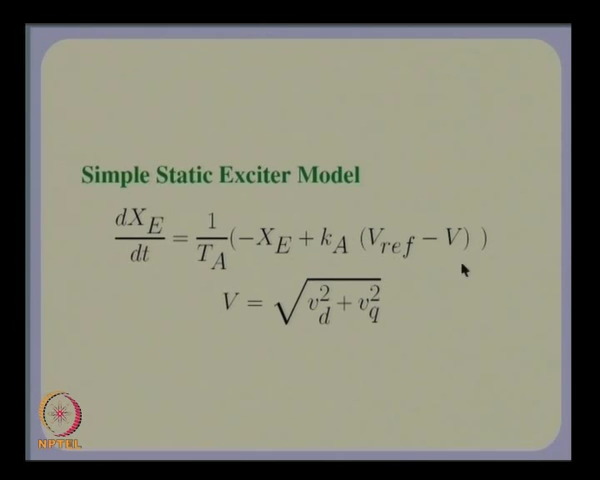 Simple Static Exciter Model
dX_E/dt = 1/T_A (−X_E + k_A (V_ref − V) )
V = √(v_d^2 + v_q^2)
NPTEL